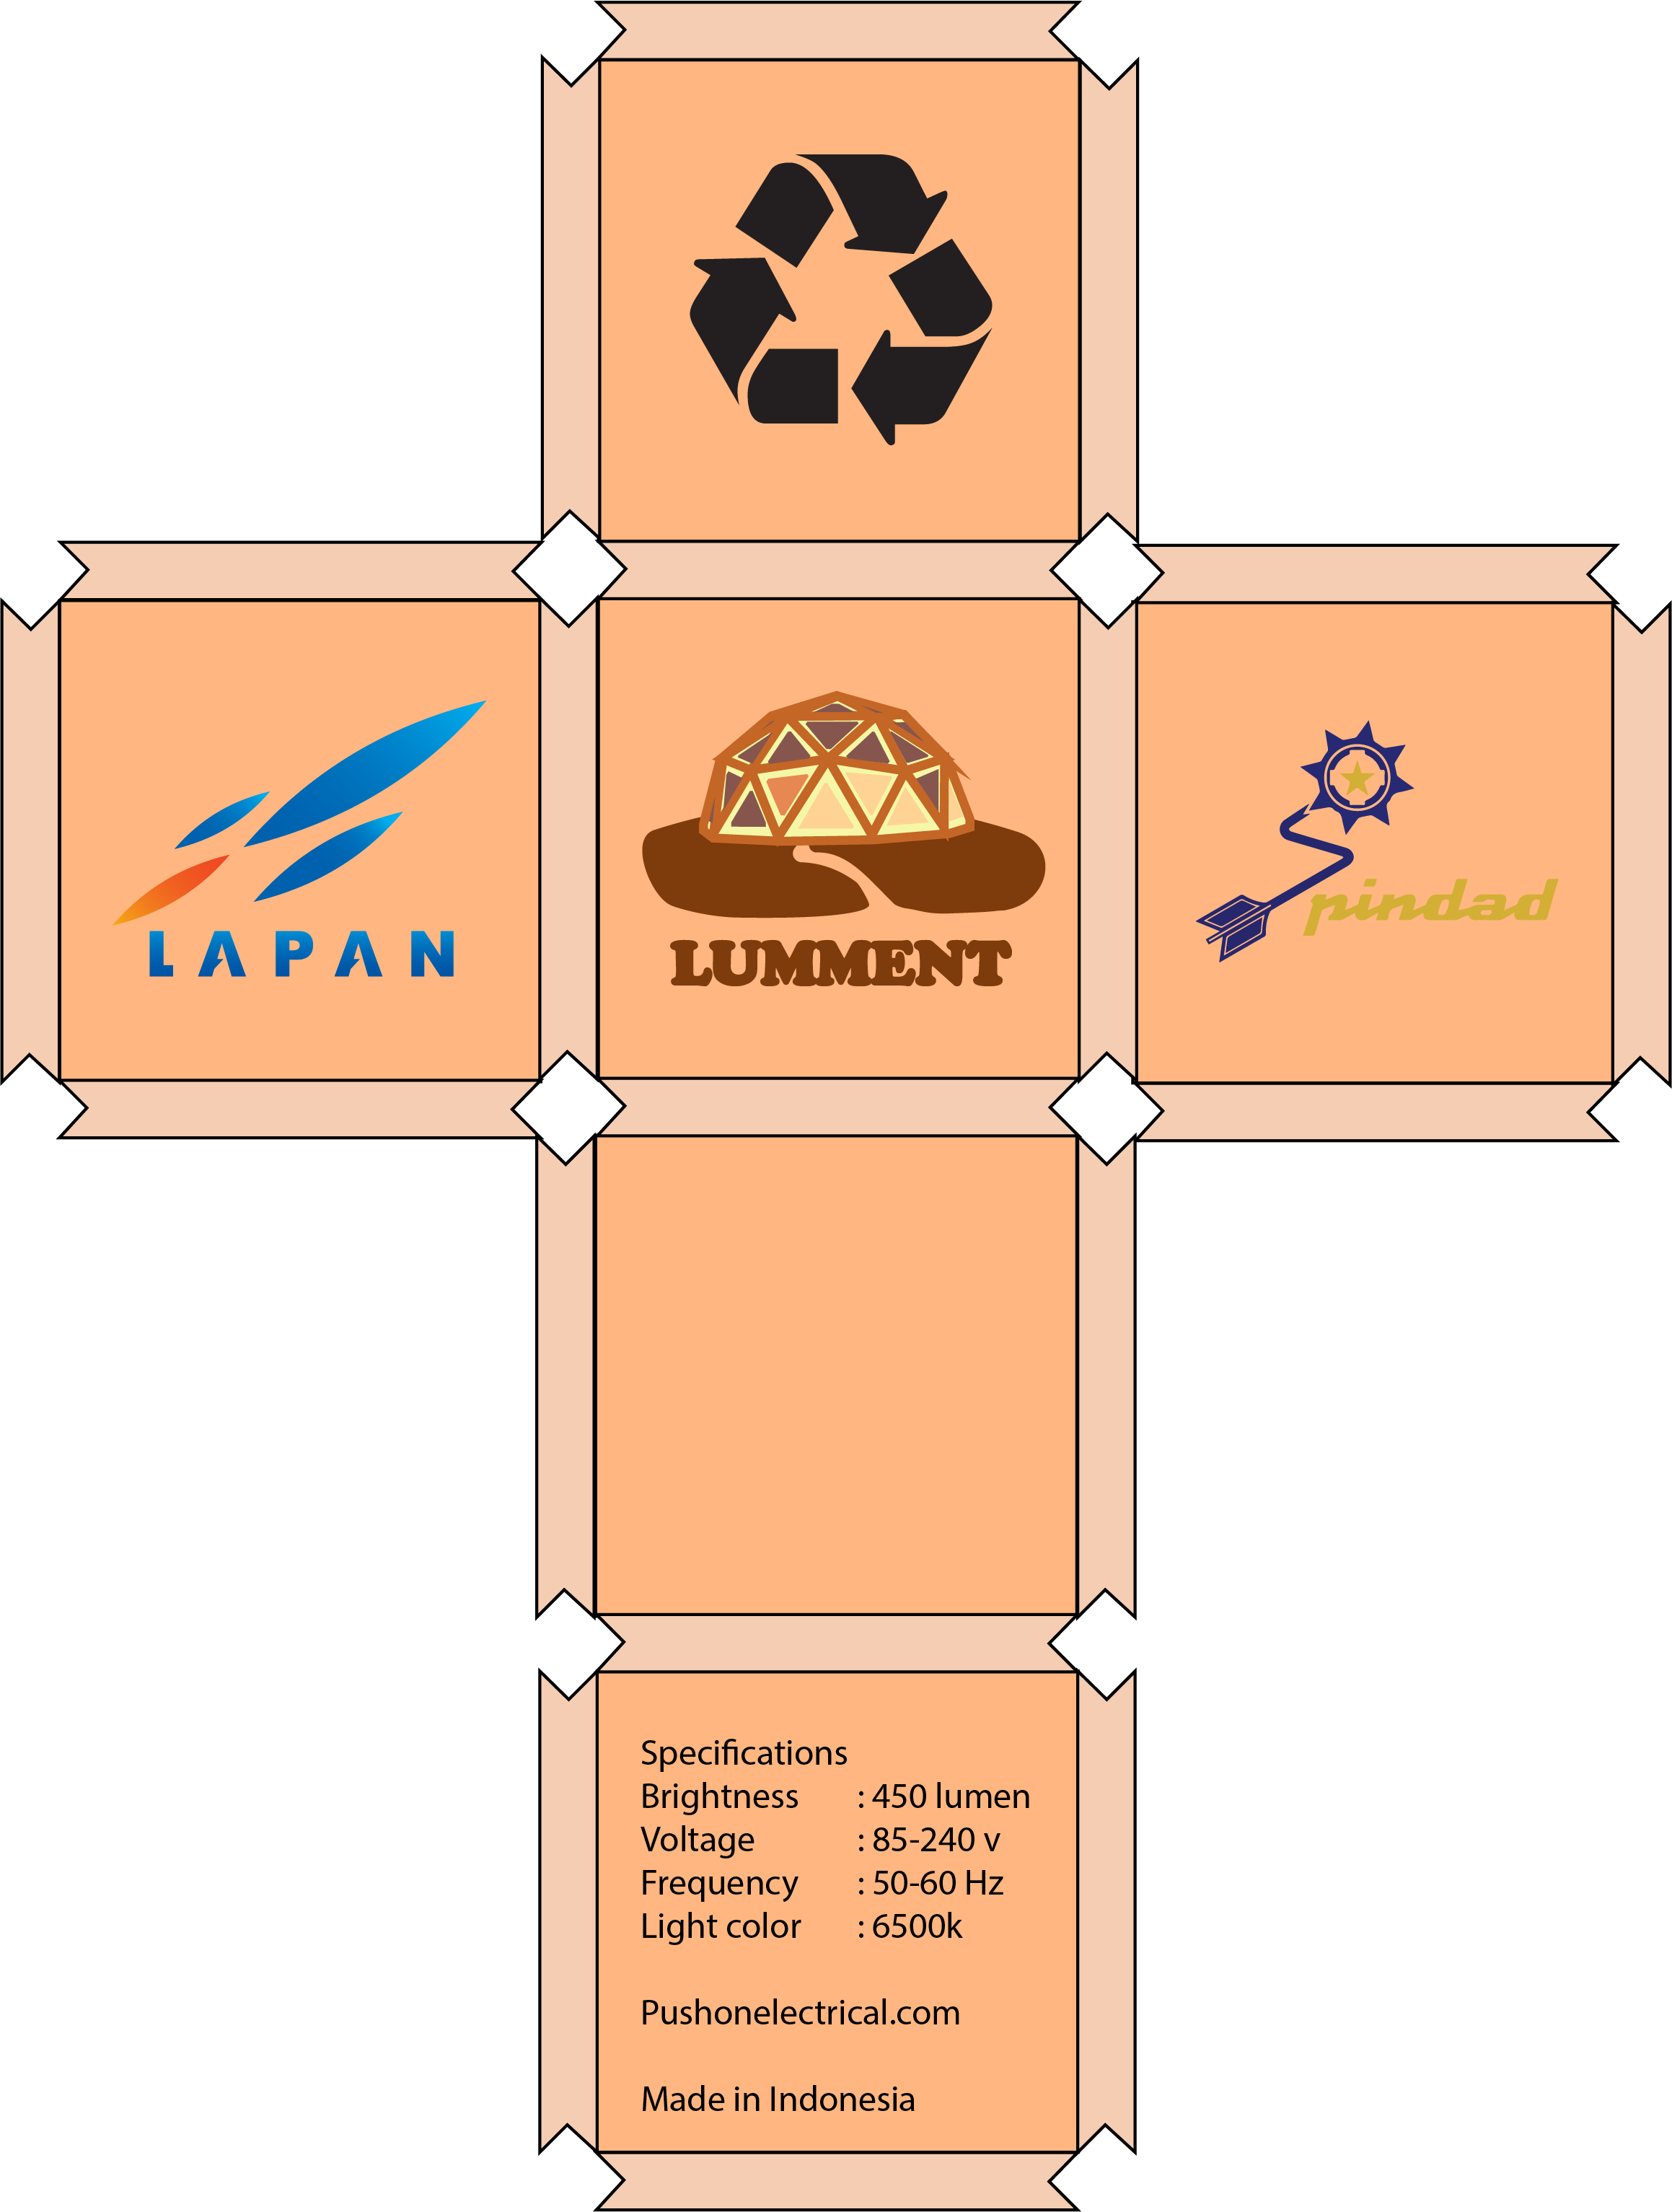 LAPAN
LUMMENT
pindad
Specifications
Brightness : 450 lumen
Voltage : 85-240 v
Frequency : 50-60 Hz
Light color : 6500k
Pushonelectrical.com
Made in Indonesia